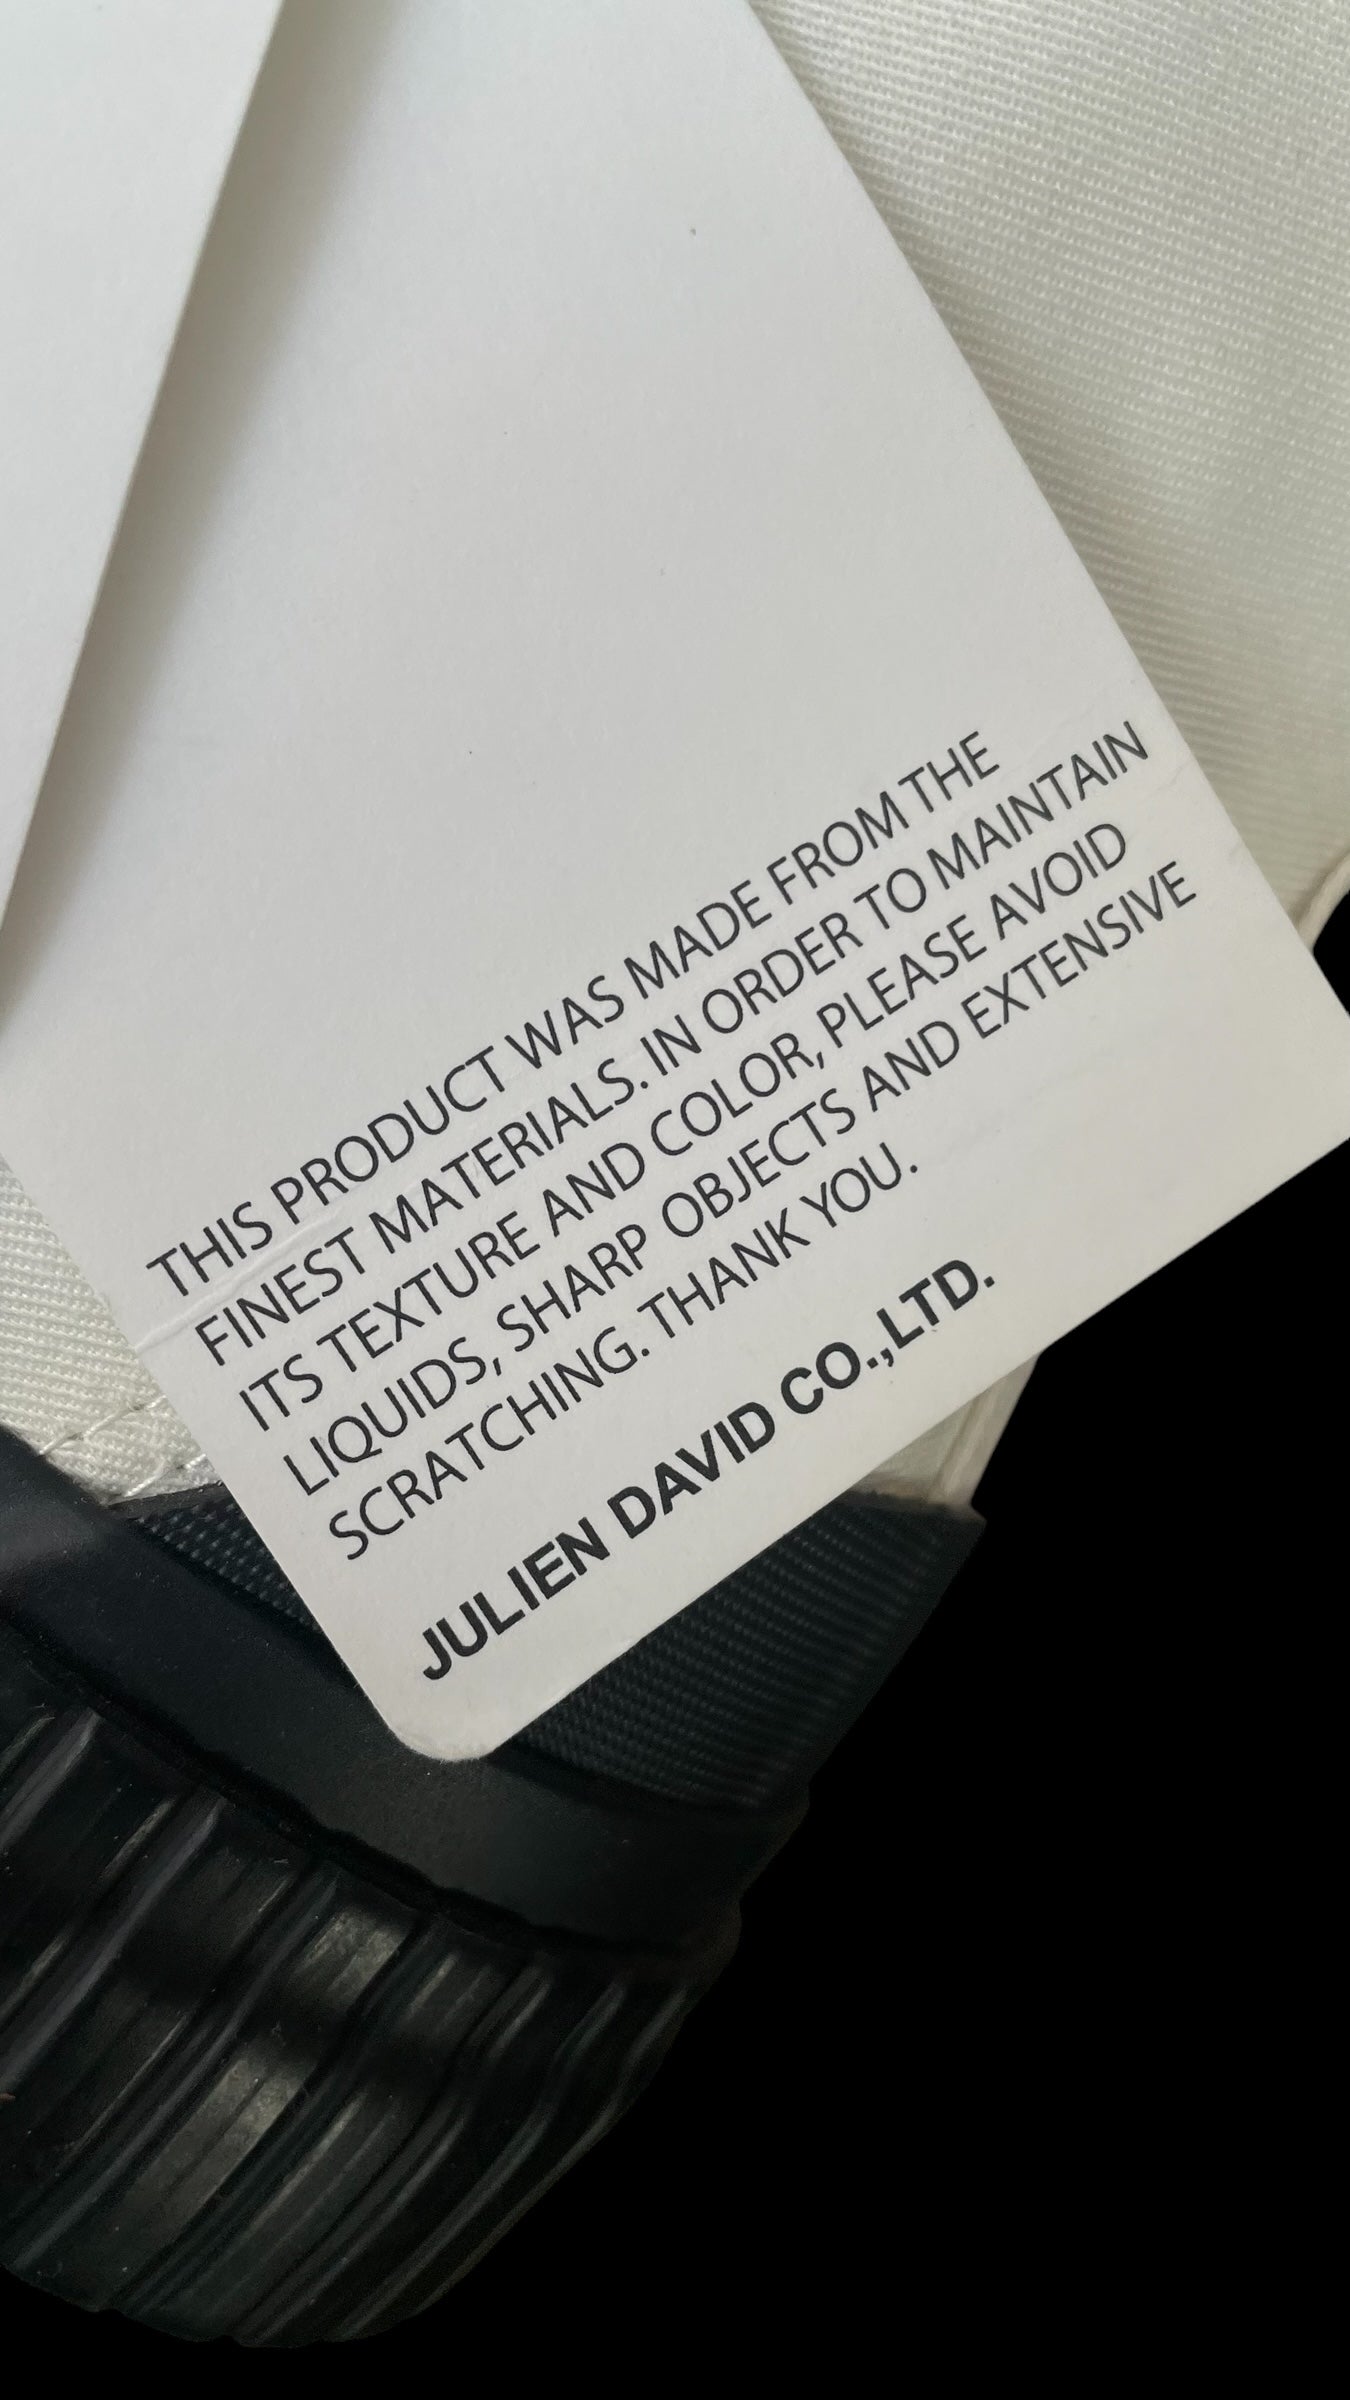 THIS PRODUCT WAS MADE FROM THE
FINEST MATERIALS. IN ORDER TO MAINTAIN
ITS TEXTURE AND COLOR, PLEASE AVOID
LIQUIDS, SHARP OBJECTS AND EXTENSIVE
SCRATCHING. THANK YOU.
JULIEN DAVID CO.,LTD.